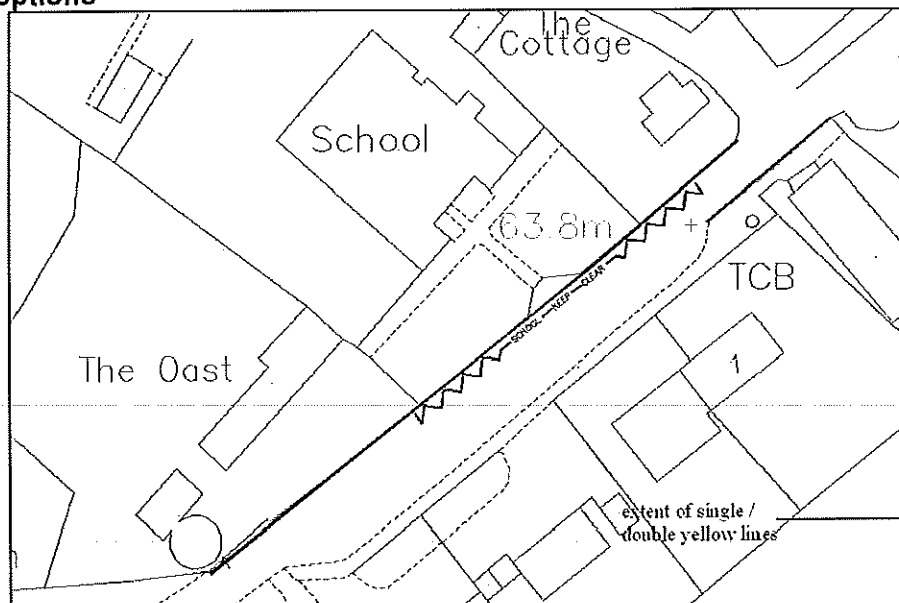 options
The
Cottage
School
63.8m
SCHOOL KEEP CLEAR
TCB
The Oast
1
extent of single /
double yellow lines